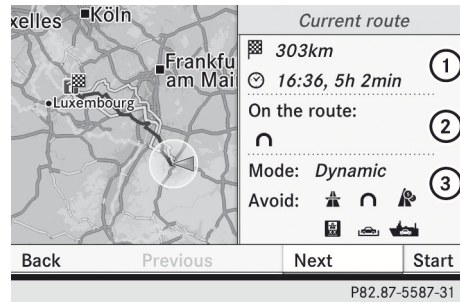 xelles
Köln
Current route
Frankfu
am Mai
303km
16:36, 5h 2min
1
Luxembourg
On the route:
2
Mode: Dynamic
3
Avoid:
Back Previous Next Start
P82.87-5587-31